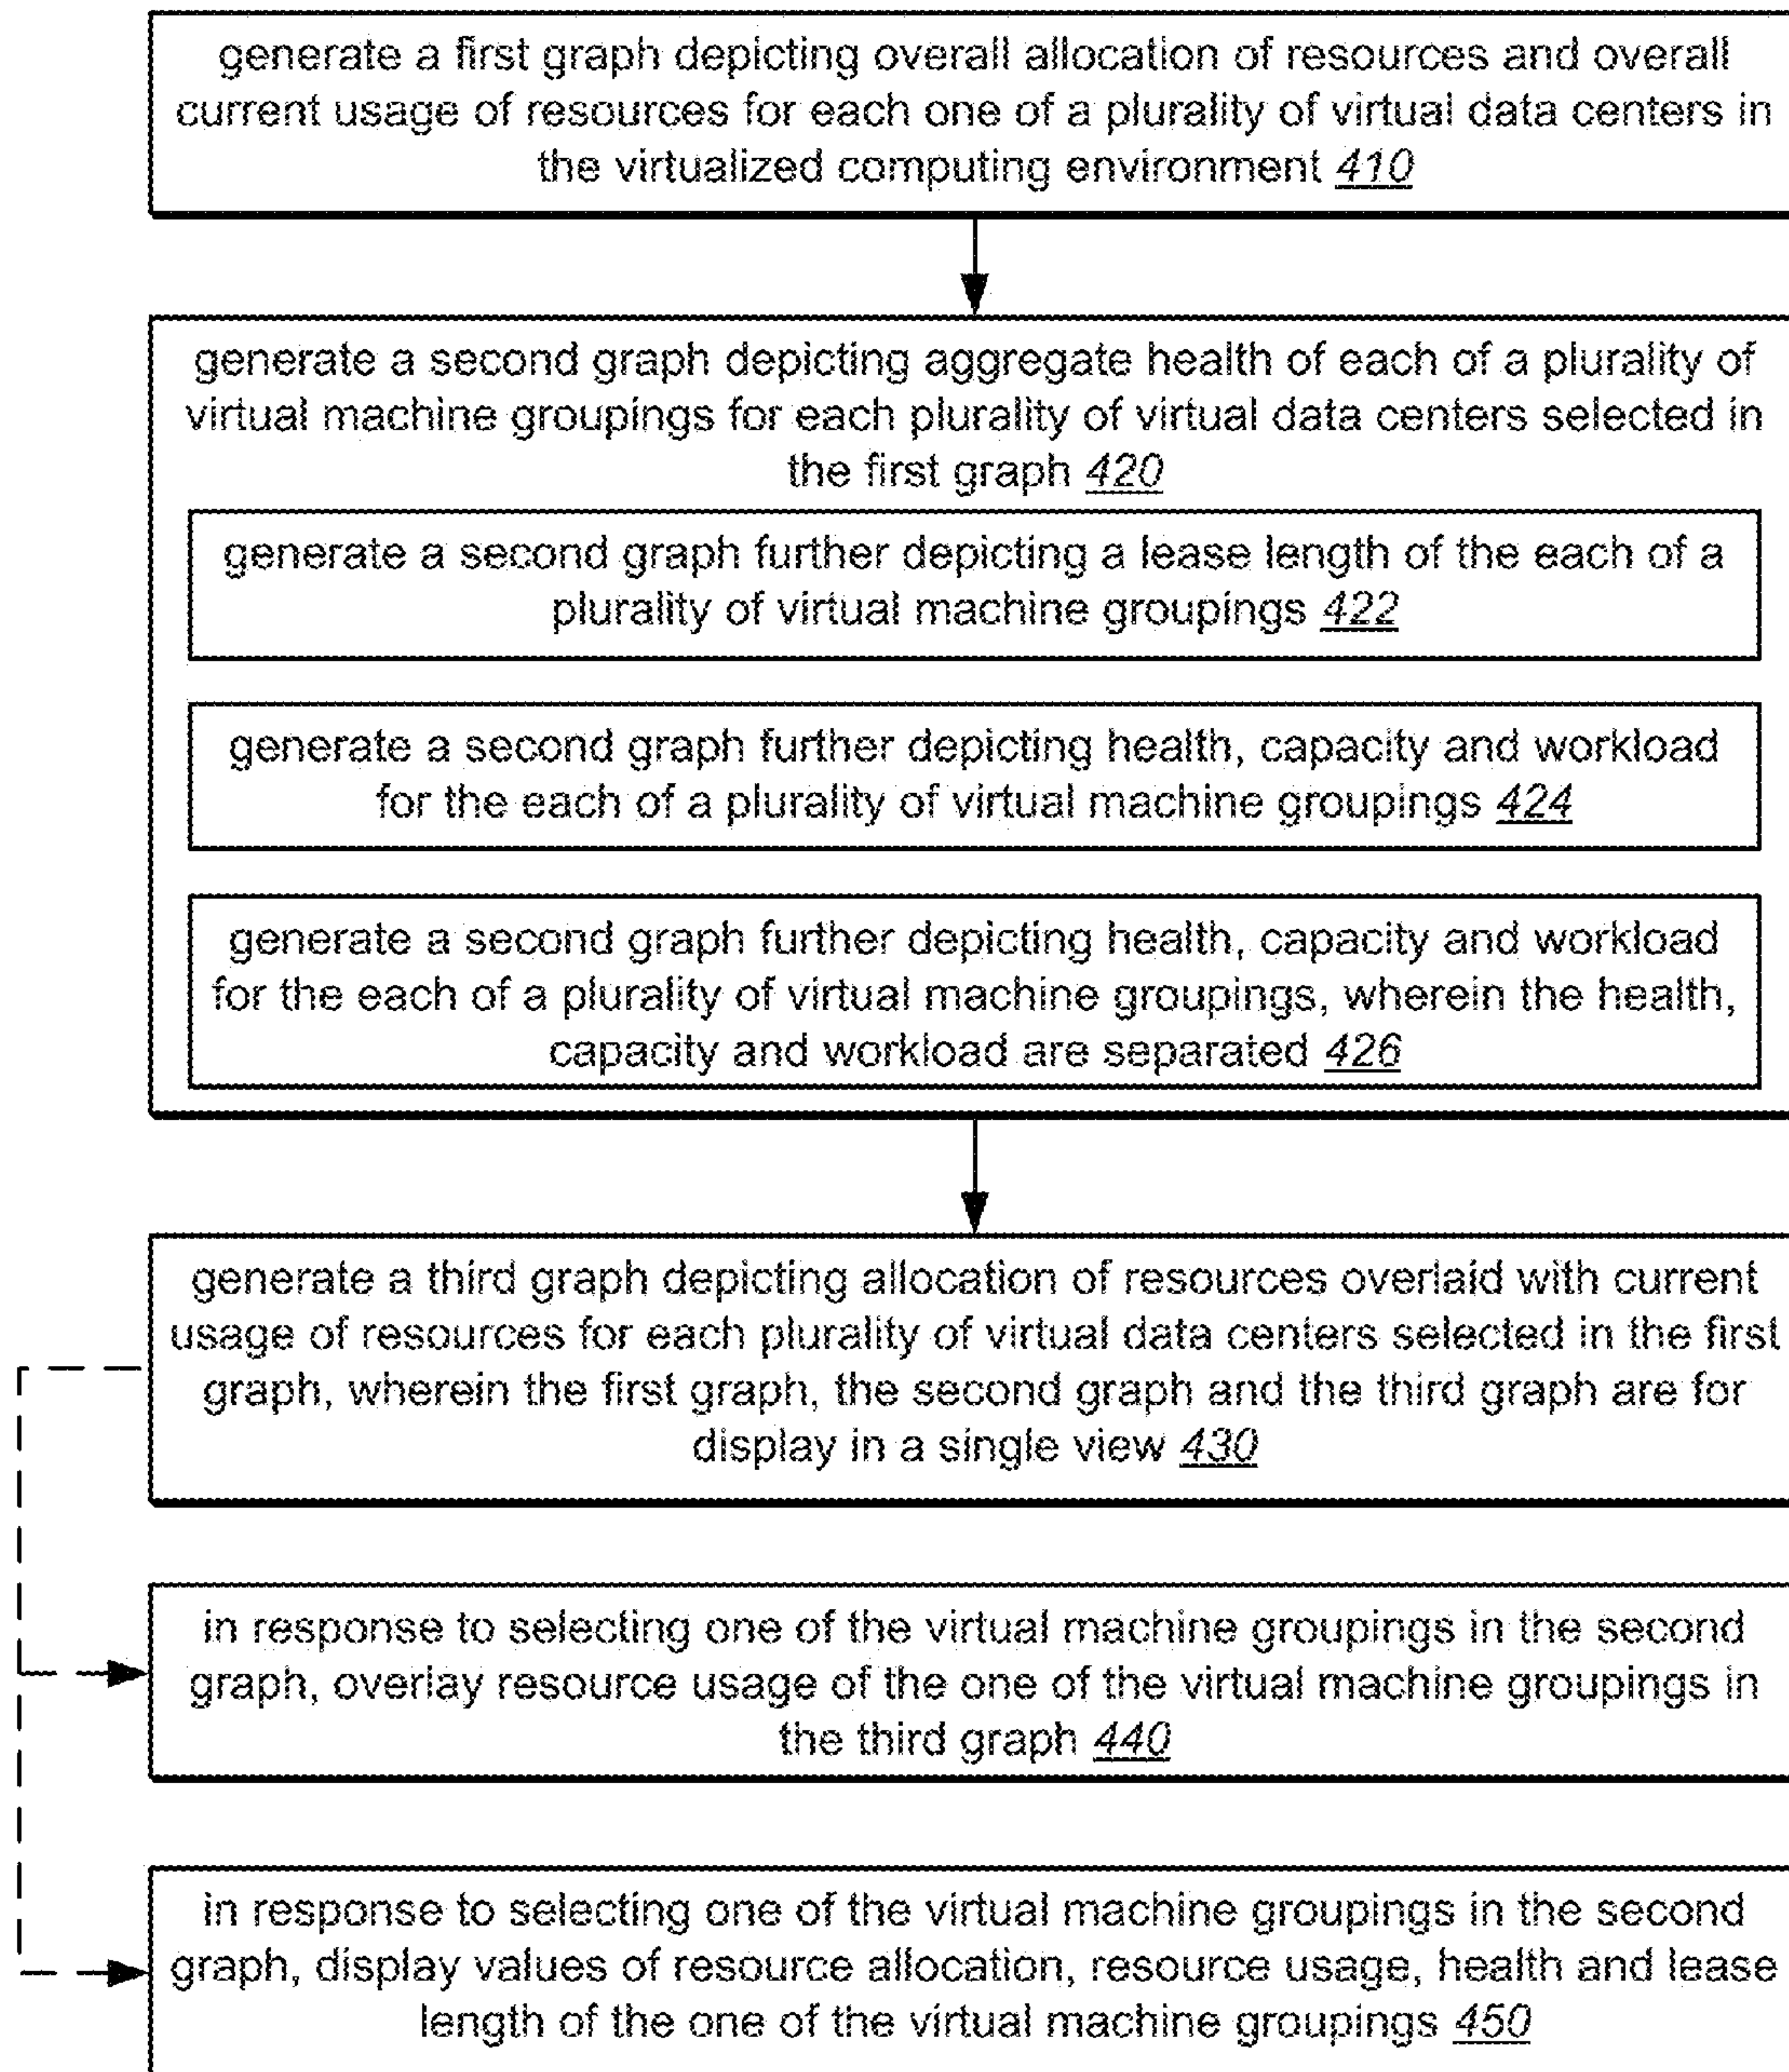 generate a first graph depicting overall allocation of resources and overall
current usage of resources for each one of a plurality of virtual data centers in
the virtualized computing environment 410
generate a second graph depicting aggregate health of each of a plurality of
virtual machine groupings for each plurality of virtual data centers selected in
the first graph 420
generate a second graph further depicting a lease length of the each of a
plurality of virtual machine groupings 422
generate a second graph further depicting health, capacity and workload
for the each of a plurality of virtual machine groupings 424
generate a second graph further depicting health, capacity and workload
for the each of a plurality of virtual machine groupings, wherein the health,
capacity and workload are separated 426
generate a third graph depicting allocation of resources overlaid with current
usage of resources for each plurality of virtual data centers selected in the first
graph, wherein the first graph, the second graph and the third graph are for
display in a single view 430
in response to selecting one of the virtual machine groupings in the second
graph, overlay resource usage of the one of the virtual machine groupings in
the third graph 440
in response to selecting one of the virtual machine groupings in the second
graph, display values of resource allocation, resource usage, health and lease
length of the one of the virtual machine groupings 450